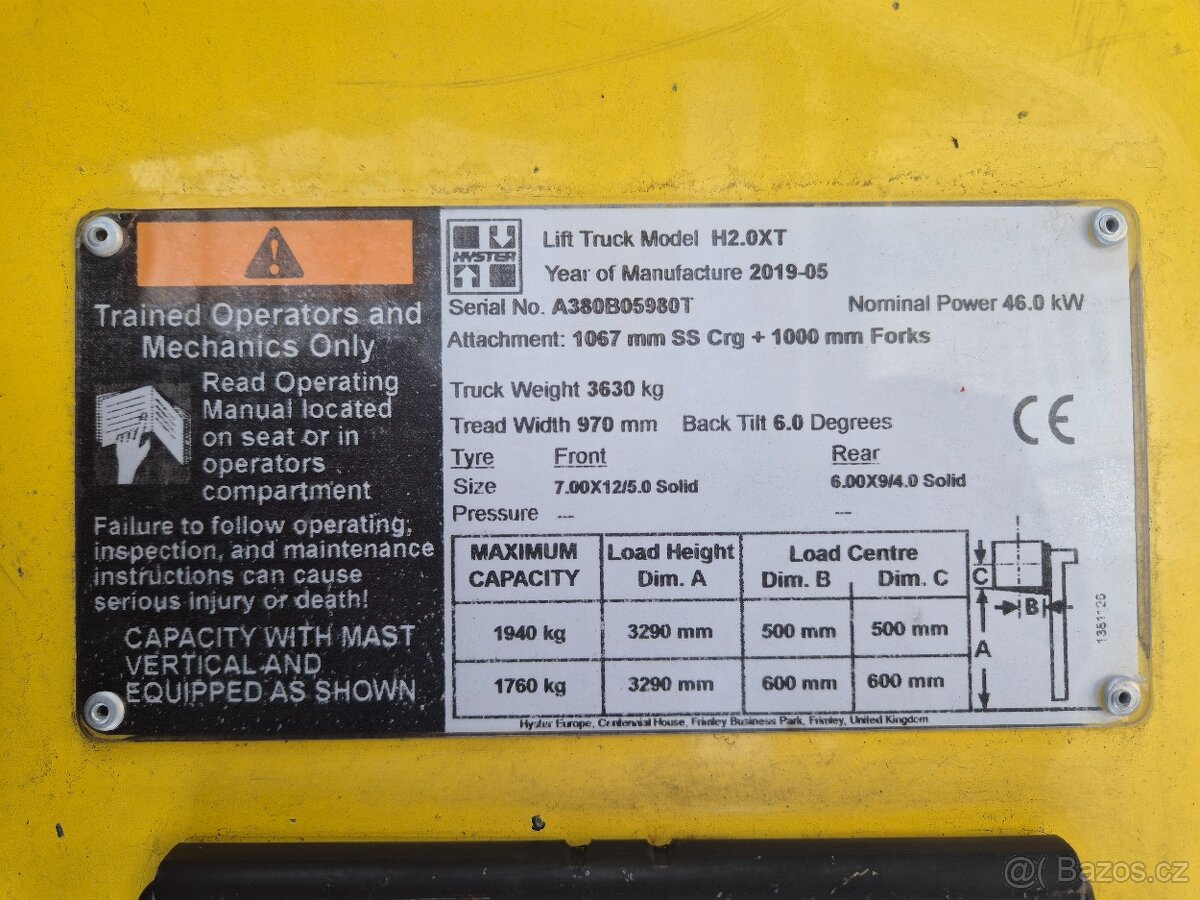 Trained Operators and
Mechanics Only
Read Operating
Manual located
on seat or in
operators
compartment
Failure to follow operating,
inspection, and maintenance
instructions can cause
serious injury or death!
CAPACITY WITH MAST
VERTICAL AND
EQUIPPED AS SHOWN
HYSTER
Lift Truck Model H2.0XT
Year of Manufacture 2019-05
Serial No. A380B05980T Nominal Power 46.0 kW
Attachment: 1067 mm SS Crg + 1000 mm Forks
Truck Weight 3630 kg
Tread Width 970 mm Back Tilt 6.0 Degrees
CE
Tyre Front Rear
Size 7.00X12/5.0 Solid 6.00X9/4.0 Solid
Pressure --- ---
MAXIMUM CAPACITY Load Height Dim. A Load Centre Dim. B Dim. C
1940 kg 3290 mm 500 mm 500 mm
1760 kg 3290 mm 600 mm 600 mm
C
B
A
1381126
Hyster Europe, Centennial House, Frimley Business Park, Frimley, United Kingdom
@( Bazos.cz